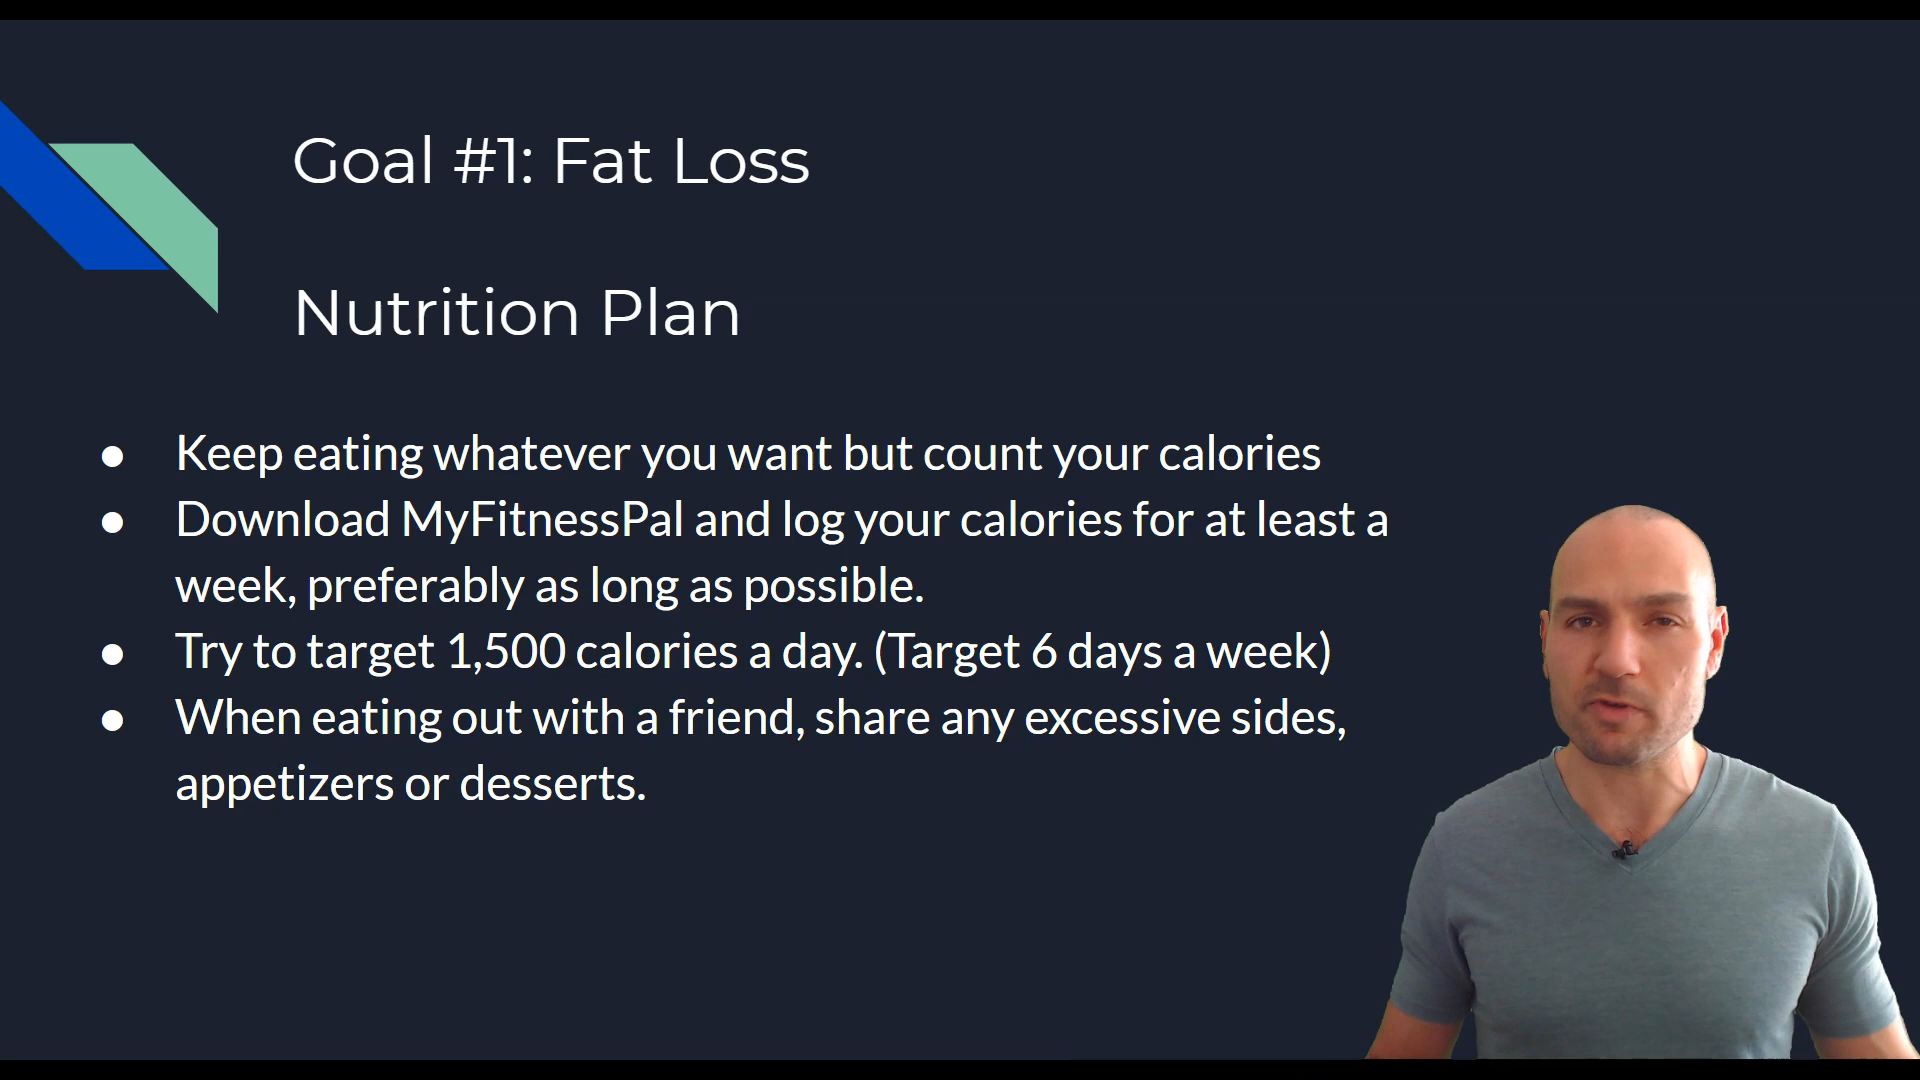 Goal #1: Fat Loss
Nutrition Plan
● Keep eating whatever you want but count your calories
● Download MyFitnessPal and log your calories for at least a
week, preferably as long as possible.
● Try to target 1,500 calories a day. (Target 6 days a week)
● When eating out with a friend, share any excessive sides,
appetizers or desserts.